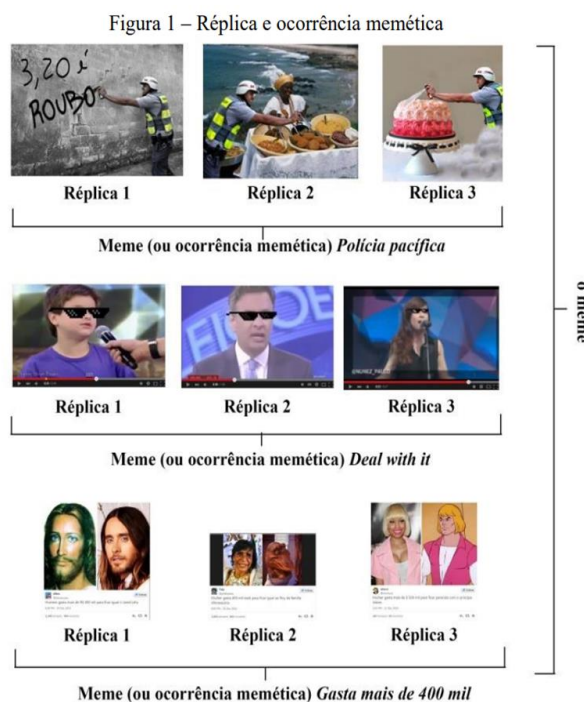 Figura 1 – Réplica e ocorrência memética
3,20 é
ROUBO
Réplica 1
Réplica 2
Réplica 3
Meme (ou ocorrência memética) Polícia pacífica
o meme
Réplica 1
Réplica 2
Réplica 3
Meme (ou ocorrência memética) Deal with it
Réplica 1
Réplica 2
Réplica 3
Meme (ou ocorrência memética) Gasta mais de 400 mil